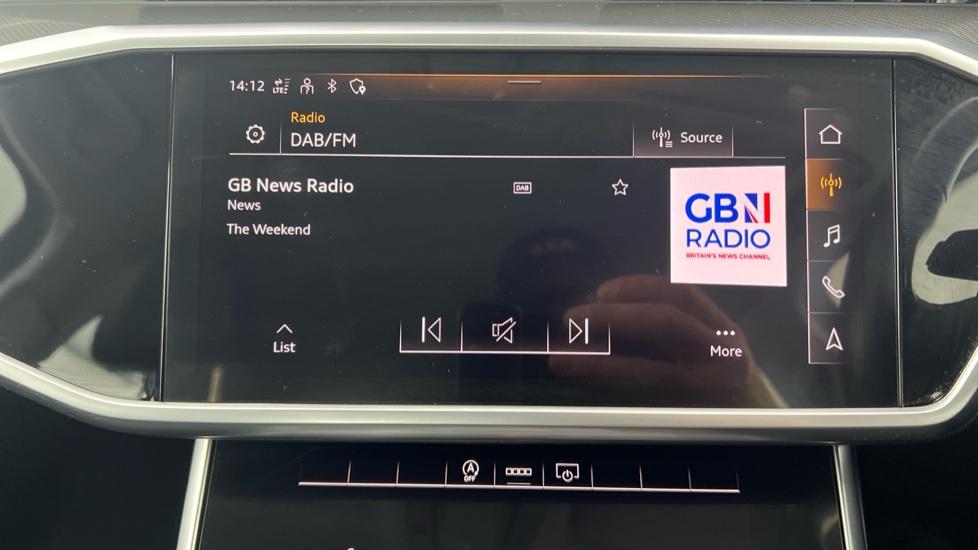 14:12 LTE
Radio
DAB/FM
Source
GB News Radio
DAB
News
The Weekend
GBN
RADIO
BRITAIN'S NEWS CHANNEL
List
More
A
OFF